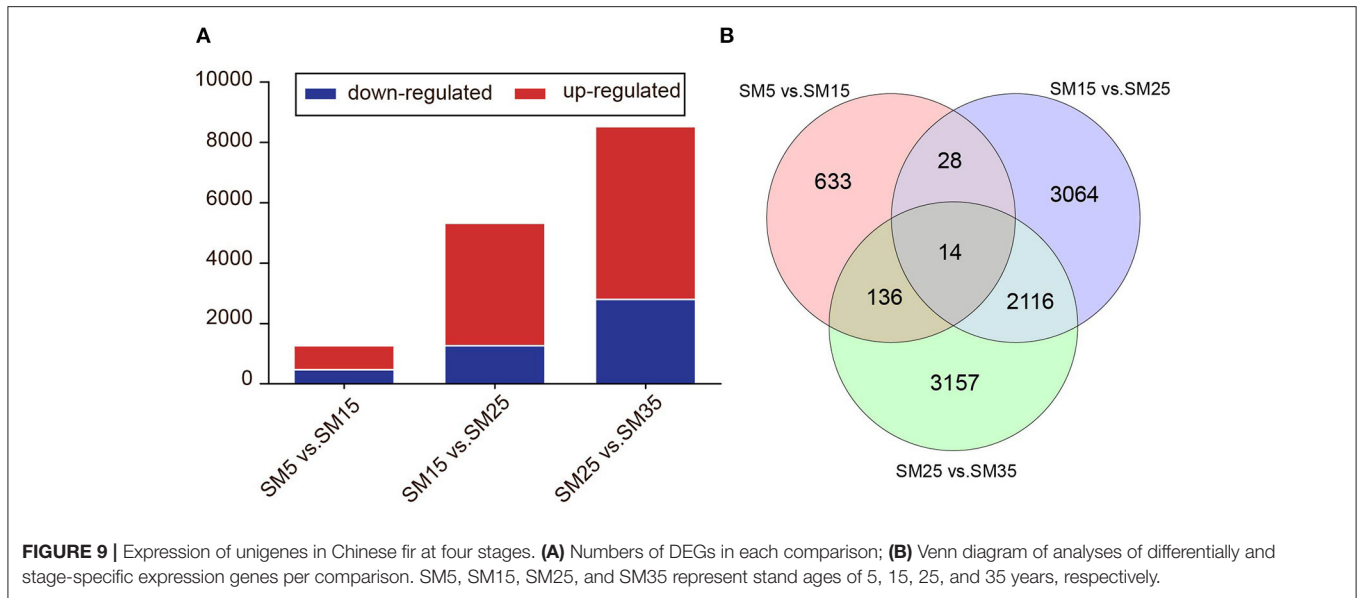 A
B
10000
8000
6000
4000
2000
0
down-regulated up-regulated
SM5 vs.SM15
SM15 vs.SM25
SM25 vs.SM35
SM5 vs.SM15
SM15 vs.SM25
28
633
3064
14
136
2116
3157
SM25 vs.SM35
FIGURE 9 | Expression of unigenes in Chinese fir at four stages. (A) Numbers of DEGs in each comparison; (B) Venn diagram of analyses of differentially and
stage-specific expression genes per comparison. SM5, SM15, SM25, and SM35 represent stand ages of 5, 15, 25, and 35 years, respectively.